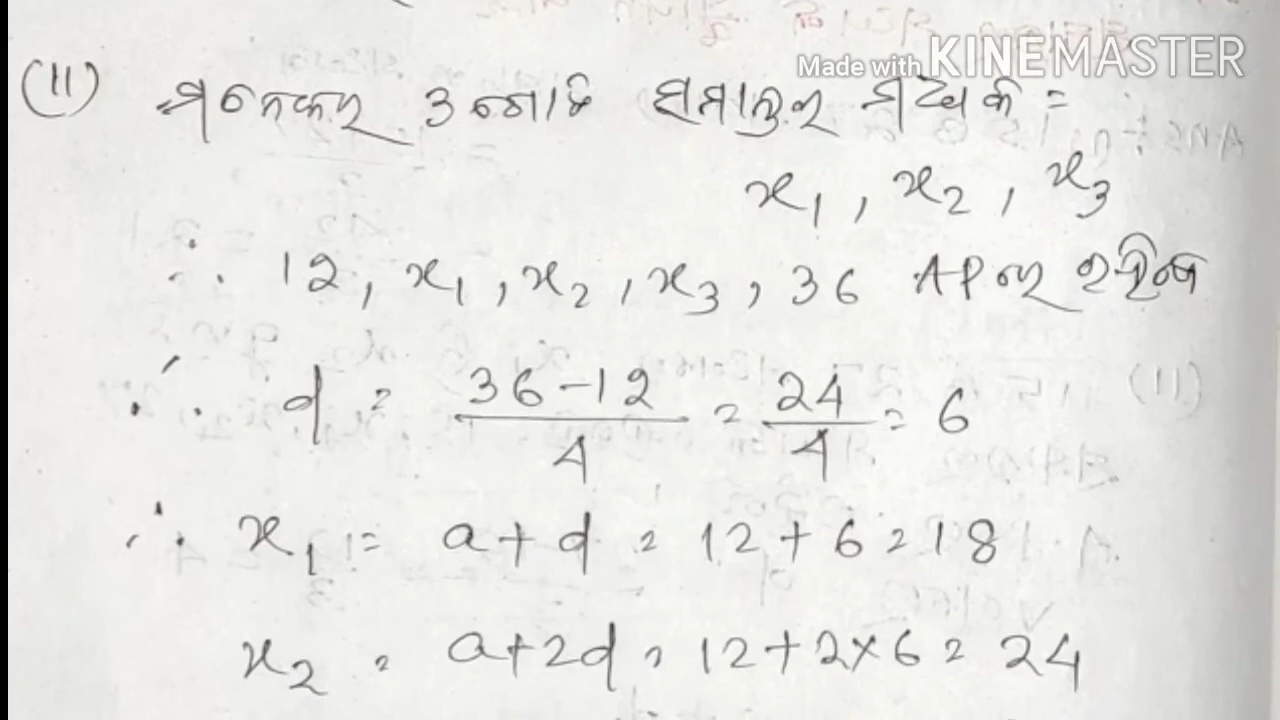 Made with KINEMASTER
(11) ମନେକର 3 ଗୋଟି ସମାନ୍ତର ମଧ୍ୟକ =
x₁, x₂, x₃
∴ 12, x₁, x₂, x₃, 36 AP ରେ ରହିବେ
∴ d = 36-12/4 = 24/4 = 6
∴ x₁ = a+d = 12+6 = 18
x₂ = a+2d = 12+2×6 = 24